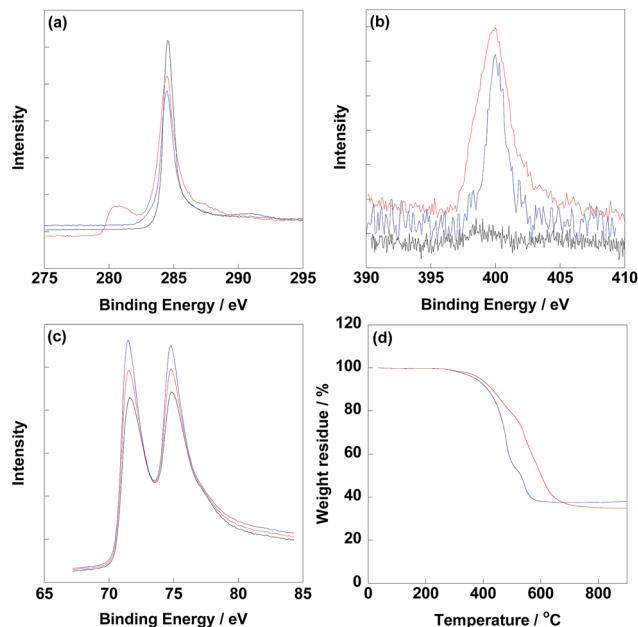 (a)
Intensity
275 280 285 290 295
Binding Energy / eV
(b)
Intensity
390 395 400 405 410
Binding Energy / eV
(c)
Intensity
65 70 75 80 85
Binding Energy / eV
(d)
Weight residue / %
120
100
80
60
40
20
0
0 200 400 600 800
Temperature / °C